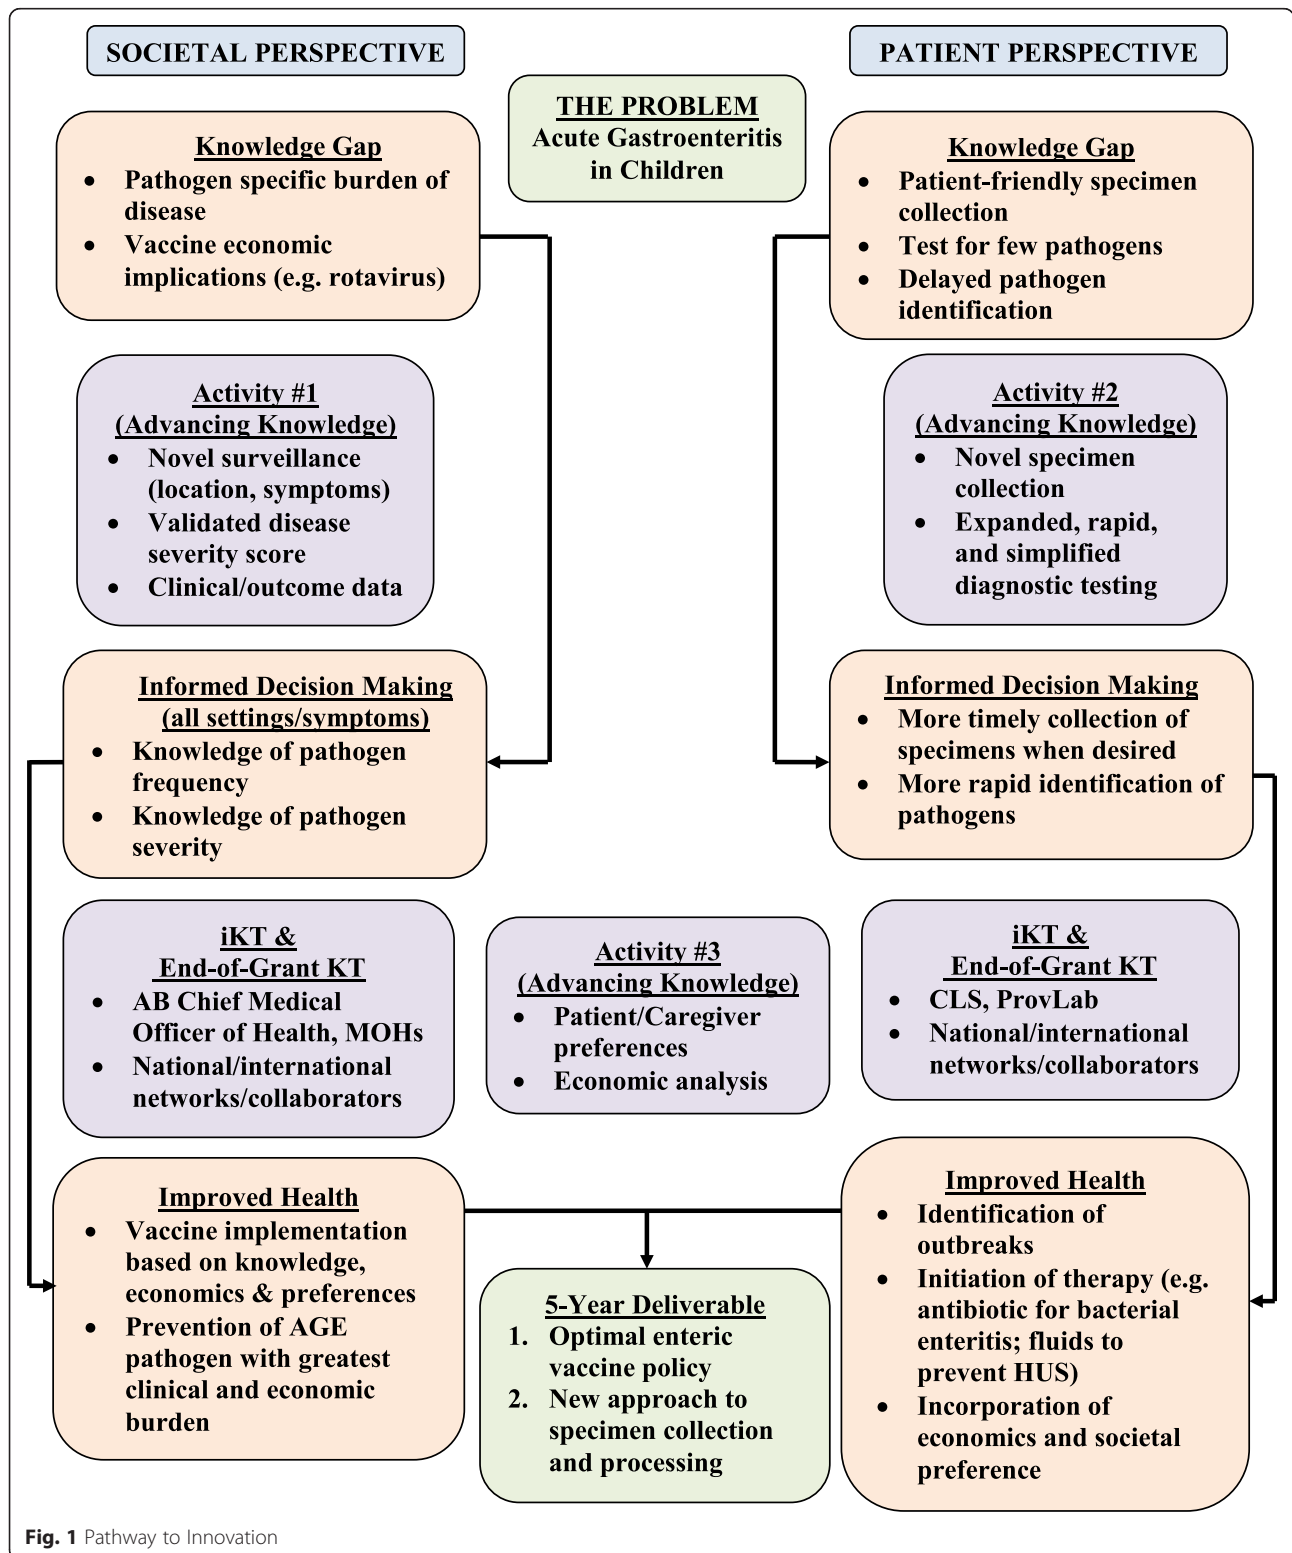 SOCIETAL PERSPECTIVE
PATIENT PERSPECTIVE
THE PROBLEM
Acute Gastroenteritis
in Children
Knowledge Gap
• Pathogen specific burden of
disease
• Vaccine economic
implications (e.g. rotavirus)
Knowledge Gap
• Patient-friendly specimen
collection
• Test for few pathogens
• Delayed pathogen
identification
Activity #1
(Advancing Knowledge)
• Novel surveillance
(location, symptoms)
• Validated disease
severity score
• Clinical/outcome data
Activity #2
(Advancing Knowledge)
• Novel specimen
collection
• Expanded, rapid,
and simplified
diagnostic testing
Informed Decision Making
(all settings/symptoms)
• Knowledge of pathogen
frequency
• Knowledge of pathogen
severity
Informed Decision Making
• More timely collection of
specimens when desired
• More rapid identification of
pathogens
iKT &
End-of-Grant KT
• AB Chief Medical
Officer of Health, MOHs
• National/international
networks/collaborators
Activity #3
(Advancing Knowledge)
• Patient/Caregiver
preferences
• Economic analysis
iKT &
End-of-Grant KT
• CLS, ProvLab
• National/international
networks/collaborators
Improved Health
• Vaccine implementation
based on knowledge,
economics & preferences
• Prevention of AGE
pathogen with greatest
clinical and economic
burden
5-Year Deliverable
1. Optimal enteric
vaccine policy
2. New approach to
specimen collection
and processing
Improved Health
• Identification of
outbreaks
• Initiation of therapy (e.g.
antibiotic for bacterial
enteritis; fluids to
prevent HUS)
• Incorporation of
economics and societal
preference
Fig. 1 Pathway to Innovation